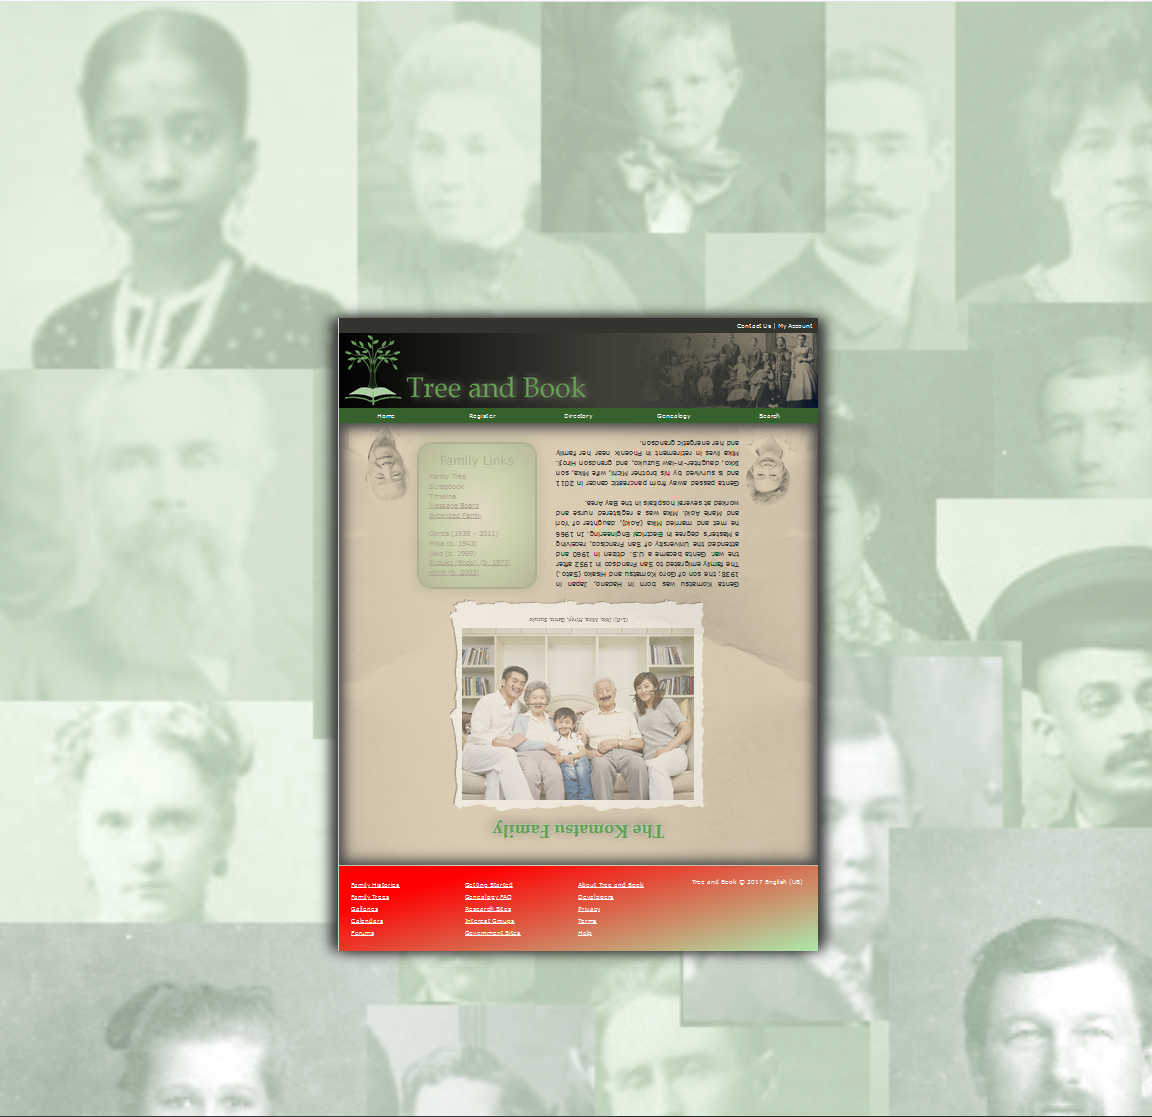 Contact Us | My Account
Tree and Book
Home Register Directory Genealogy Search
Family Links
Family Tree
Scrapbook
Timeline
Message Board
Extended Family
Genta (1938 – 2011)
Mika (b. 1943)
Ikko (b. 1969)
Suzuko (Endo) (b. 1973)
Hiroji (b. 2003)
The Komatsu Family
(L-R): Ikko, Mika, Hiroji, Genta, Suzuko
Genta Komatsu was born in Hadano, Japan in
1938; the son of Goro Komatsu and Hisako (Sato.)
The family emigrated to San Francisco in 1952 after
the war. Genta became a U.S. citizen in 1960 and
attended the University of San Francisco, receiving
a Master's degree in Electrical Engineering. In 1966
he met and married Mika (Aoki), daughter of Yori
and Marie Aoki. Mika was a registered nurse and
worked at several hospitals in the Bay Area.
Genta passed away from pancreatic cancer in 2011
and is survived by his brother Michi, wife Mika, son
Ikko, daughter-in-law Suzuko, and grandson Hiroji.
Mika lives in retirement in Phoenix near her family
and her energetic grandson.
Family Histories
Family Trees
Galleries
Calendars
Forums
Getting Started
Genealogy FAQ
Research Sites
Interest Groups
Government Sites
About Tree and Book
Developers
Privacy
Terms
Help
Tree and Book © 2017 English (US)